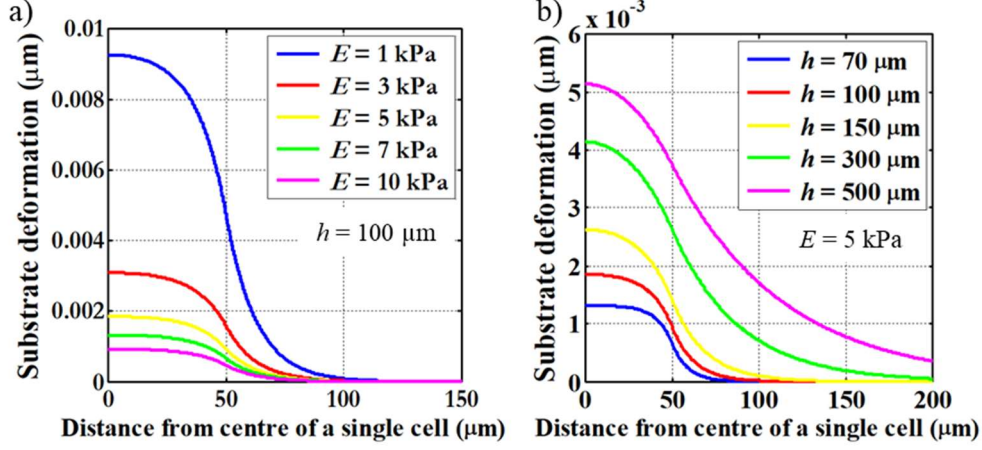 a)
Substrate deformation (μm)
0.01
0.008
0.006
0.004
0.002
0
0
50
100
150
Distance from centre of a single cell (μm)
E = 1 kPa
E = 3 kPa
E = 5 kPa
E = 7 kPa
E = 10 kPa
h = 100 μm
b)
x 10⁻³
Substrate deformation (μm)
6
5
4
3
2
1
0
0
50
100
150
200
Distance from centre of a single cell (μm)
h = 70 μm
h = 100 μm
h = 150 μm
h = 300 μm
h = 500 μm
E = 5 kPa